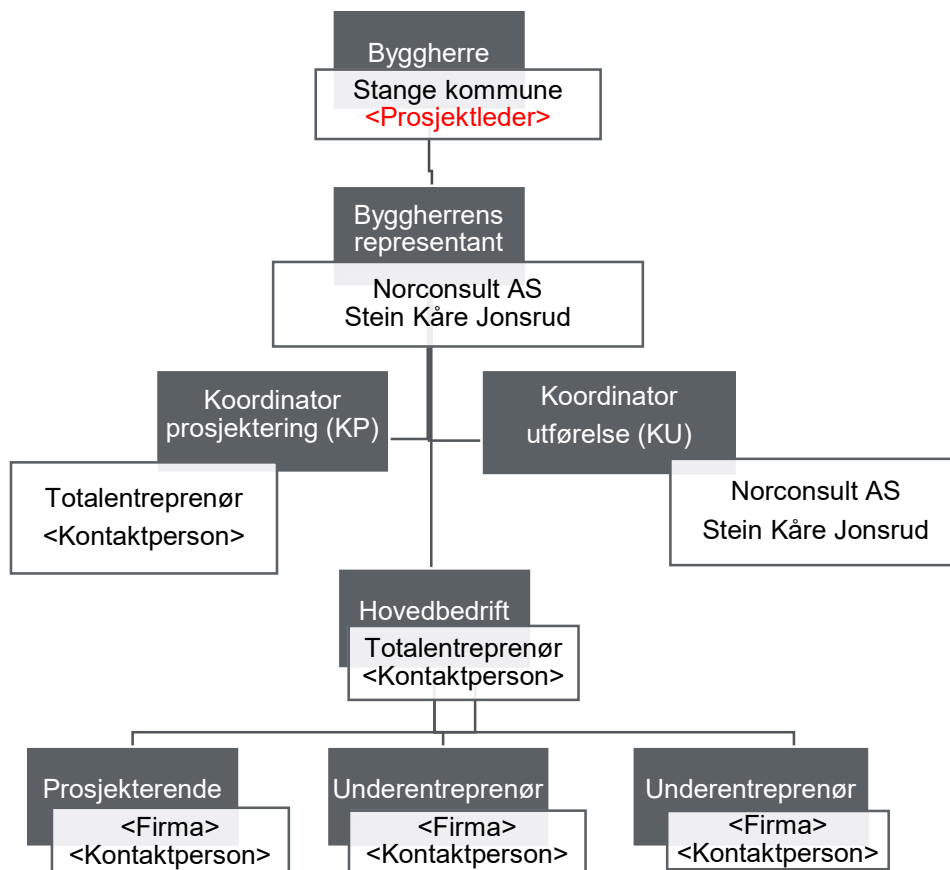 Byggherre
Stange kommune
<Prosjektleder>
Byggherrens
representant
Norconsult AS
Stein Kåre Jonsrud
Koordinator
prosjektering (KP)
Totalentreprenør
<Kontaktperson>
Koordinator
utførelse (KU)
Norconsult AS
Stein Kåre Jonsrud
Hovedbedrift
Totalentreprenør
<Kontaktperson>
Prosjekterende
<Firma>
<Kontaktperson>
Underentreprenør
<Firma>
<Kontaktperson>
Underentreprenør
<Firma>
<Kontaktperson>